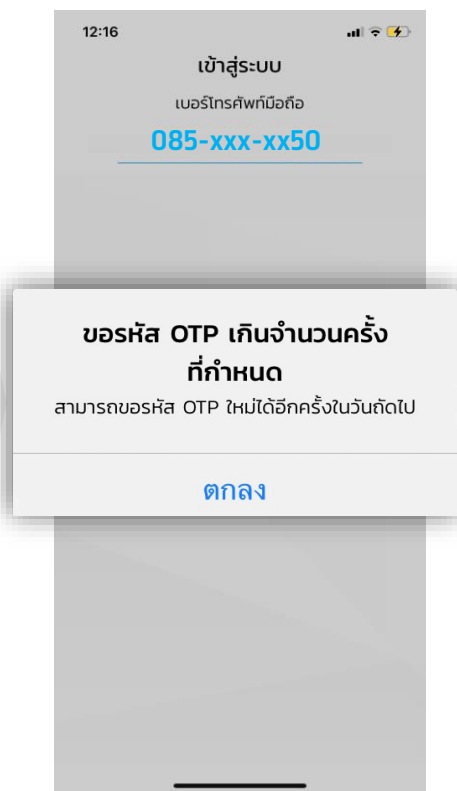 12:16
เข้าสู่ระบบ
เบอร์โทรศัพท์มือถือ
085-xxx-xx50
ขอรหัส OTP เกินจำนวนครั้ง
ที่กำหนด
สามารถขอรหัส OTP ใหม่ได้อีกครั้งในวันถัดไป
ตกลง